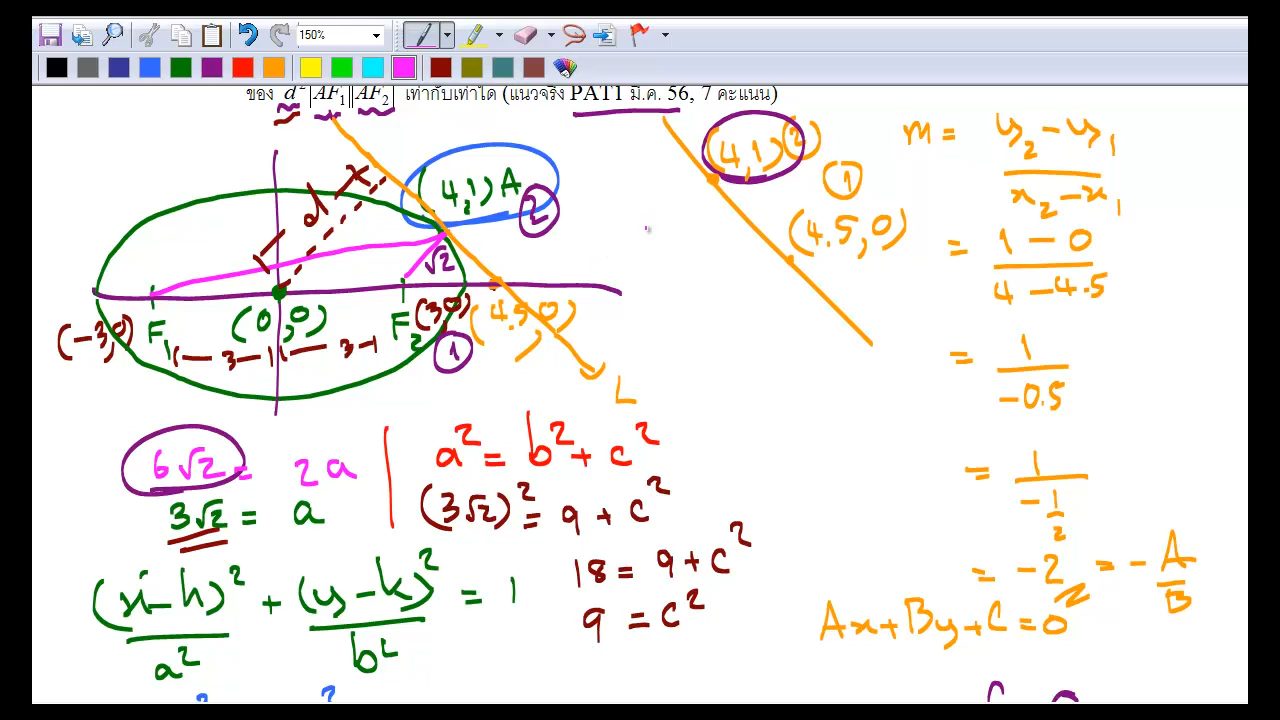 150%
ของ d² |AF₁||AF₂| เท่ากับเท่าใด (แนวจริง PAT1 มี.ค. 56, 7 คะแนน)
(4,1) A
2
d
√2
(-3,0)
F₁
(0,0)
F₂
(3,0)
(4.5,0)
3
3
1
L
(4,1) 2
1
(4.5,0)
m = y₂-y₁ / x₂-x₁
= 1-0 / 4-4.5
= 1 / -0.5
= 1 / -1/2
= -2 = -A/B
Ax+By+C=0
6√2 = 2a
3√2 = a
a² = b² + c²
(3√2)² = 9 + c²
18 = 9 + c²
9 = c²
(x-h)²/a² + (y-k)²/b² = 1